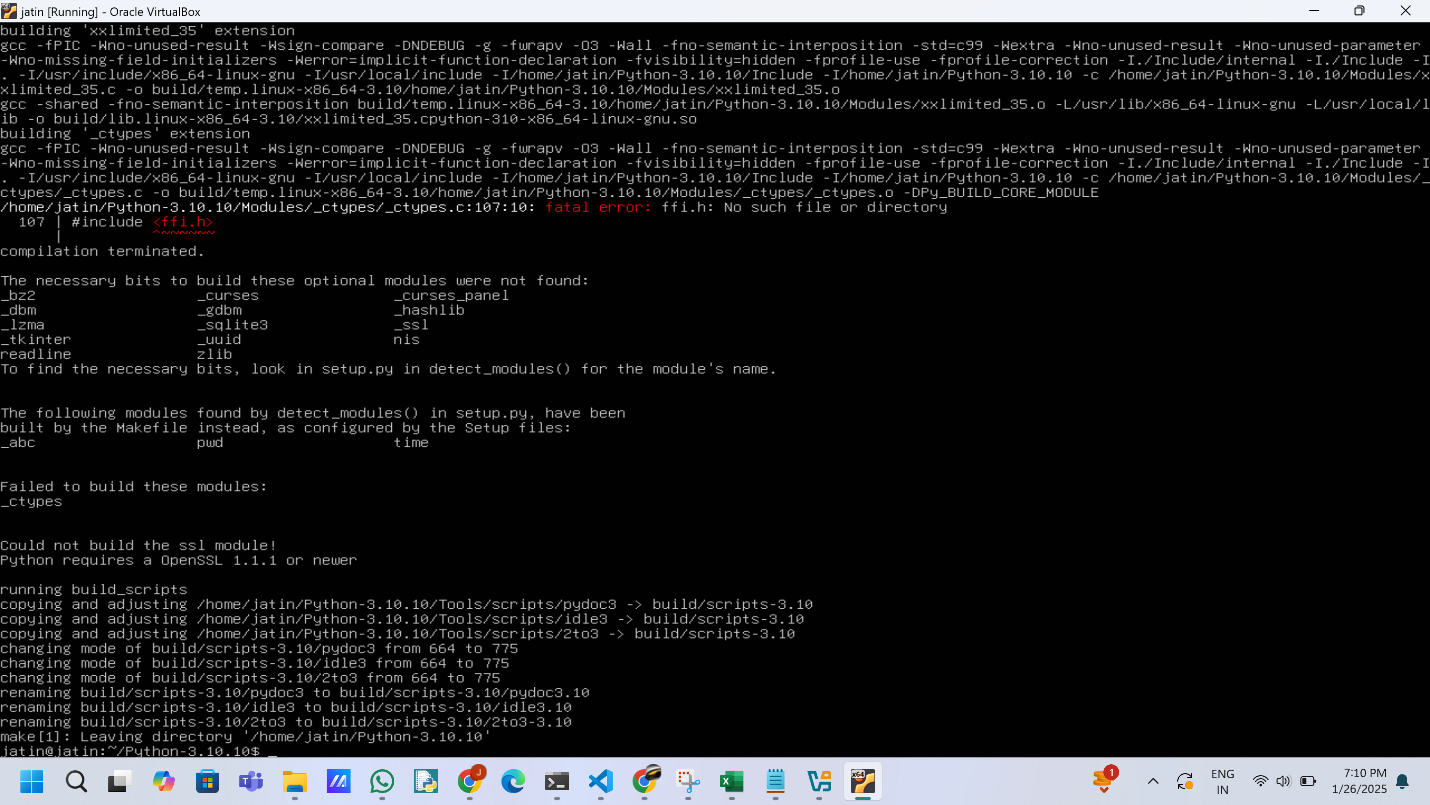 jatin [Running] - Oracle VirtualBox
building 'xxlimited_35' extension
gcc -fPIC -Wno-unused-result -Wsign-compare -DNDEBUG -g -fwrapv -O3 -Wall -fno-semantic-interposition -std=c99 -Wextra -Wno-unused-result -Wno-unused-parameter
-Wno-missing-field-initializers -Werror=implicit-function-declaration -fvisibility=hidden -fprofile-use -fprofile-correction -I./Include/internal -I./Include -I
. -I/usr/include/x86_64-linux-gnu -I/usr/local/include -I/home/jatin/Python-3.10.10/Include -I/home/jatin/Python-3.10.10 -c /home/jatin/Python-3.10.10/Modules/x
xlimited_35.c -o build/temp.linux-x86_64-3.10/home/jatin/Python-3.10.10/Modules/xxlimited_35.o
gcc -shared -fno-semantic-interposition build/temp.linux-x86_64-3.10/home/jatin/Python-3.10.10/Modules/xxlimited_35.o -L/usr/lib/x86_64-linux-gnu -L/usr/local/l
ib -o build/lib.linux-x86_64-3.10/xxlimited_35.cpython-310-x86_64-linux-gnu.so
building '_ctypes' extension
gcc -fPIC -Wno-unused-result -Wsign-compare -DNDEBUG -g -fwrapv -O3 -Wall -fno-semantic-interposition -std=c99 -Wextra -Wno-unused-result -Wno-unused-parameter
-Wno-missing-field-initializers -Werror=implicit-function-declaration -fvisibility=hidden -fprofile-use -fprofile-correction -I./Include/internal -I./Include -I
. -I/usr/include/x86_64-linux-gnu -I/usr/local/include -I/home/jatin/Python-3.10.10/Include -I/home/jatin/Python-3.10.10 -c /home/jatin/Python-3.10.10/Modules/_
ctypes/_ctypes.c -o build/temp.linux-x86_64-3.10/home/jatin/Python-3.10.10/Modules/_ctypes/_ctypes.o -DPy_BUILD_CORE_MODULE
/home/jatin/Python-3.10.10/Modules/_ctypes/_ctypes.c:107:10: fatal error: ffi.h: No such file or directory
107 | #include <ffi.h>
| ^~~~~~~
compilation terminated.
The necessary bits to build these optional modules were not found:
_bz2 _curses _curses_panel
_dbm _gdbm _hashlib
_lzma _sqlite3 _ssl
_tkinter _uuid nis
readline zlib
To find the necessary bits, look in setup.py in detect_modules() for the module's name.
The following modules found by detect_modules() in setup.py, have been
built by the Makefile instead, as configured by the Setup files:
_abc pwd time
Failed to build these modules:
_ctypes
Could not build the ssl module!
Python requires a OpenSSL 1.1.1 or newer
running build_scripts
copying and adjusting /home/jatin/Python-3.10.10/Tools/scripts/pydoc3 -> build/scripts-3.10
copying and adjusting /home/jatin/Python-3.10.10/Tools/scripts/idle3 -> build/scripts-3.10
copying and adjusting /home/jatin/Python-3.10.10/Tools/scripts/2to3 -> build/scripts-3.10
changing mode of build/scripts-3.10/pydoc3 from 664 to 775
changing mode of build/scripts-3.10/idle3 from 664 to 775
changing mode of build/scripts-3.10/2to3 from 664 to 775
renaming build/scripts-3.10/pydoc3 to build/scripts-3.10/pydoc3.10
renaming build/scripts-3.10/idle3 to build/scripts-3.10/idle3.10
renaming build/scripts-3.10/2to3 to build/scripts-3.10/2to3-3.10
make[1]: Leaving directory '/home/jatin/Python-3.10.10'
jatin@jatin:~/Python-3.10.10$ _
ENG 7:10 PM
IN 1/26/2025